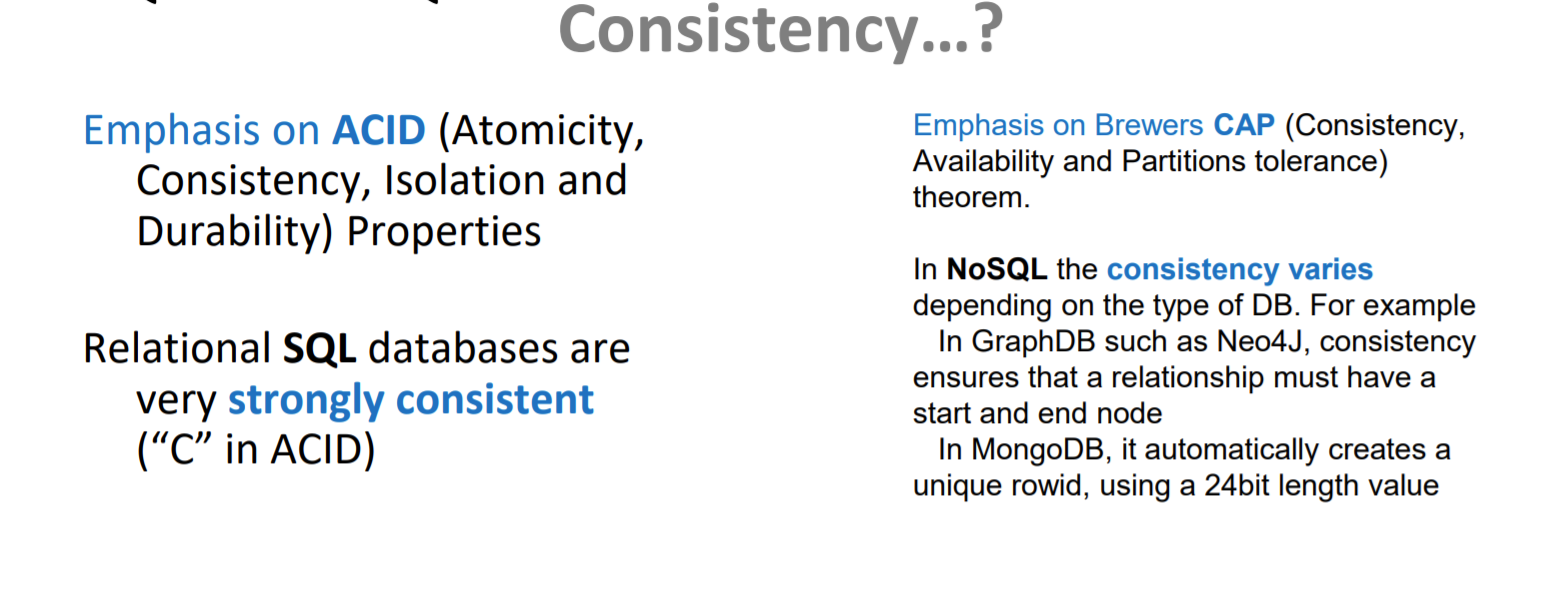 Consistency...?
Emphasis on ACID (Atomicity,
Consistency, Isolation and
Durability) Properties
Relational SQL databases are
very strongly consistent
(“C” in ACID)
Emphasis on Brewers CAP (Consistency,
Availability and Partitions tolerance)
theorem.
In NoSQL the consistency varies
depending on the type of DB. For example
In GraphDB such as Neo4J, consistency
ensures that a relationship must have a
start and end node
In MongoDB, it automatically creates a
unique rowid, using a 24bit length value